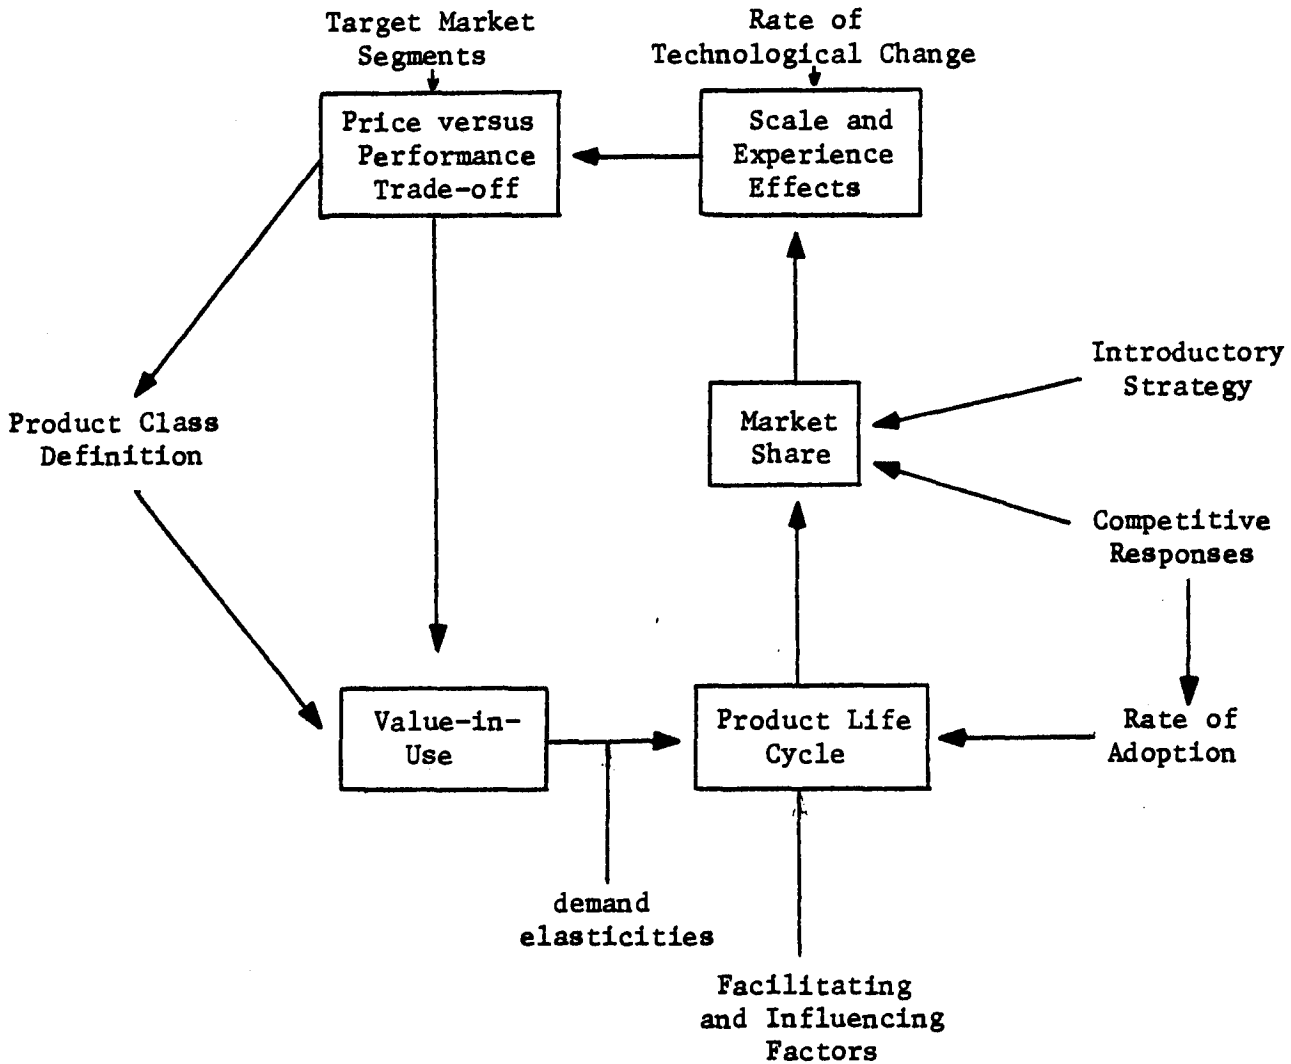 Target Market
Segments
Rate of
Technological Change
Price versus
Performance
Trade-off
Scale and
Experience
Effects
Introductory
Strategy
Product Class
Definition
Market
Share
Competitive
Responses
Value-in-
Use
Product Life
Cycle
Rate of
Adoption
demand
elasticities
Facilitating
and Influencing
Factors